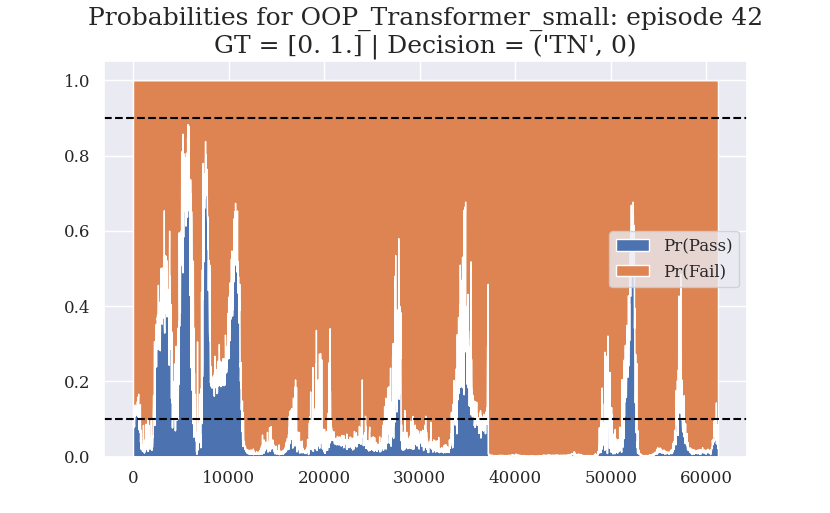 Probabilities for OOP_Transformer_small: episode 42
GT = [0. 1.] | Decision = ('TN', 0)
1.0
0.8
0.6
0.4
0.2
0.0
Pr(Pass)
Pr(Fail)
0 10000 20000 30000 40000 50000 60000